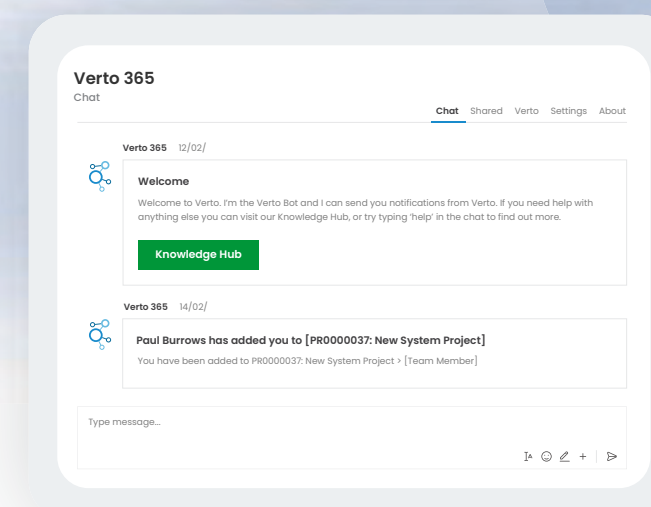 Verto 365
Chat
Chat Shared Verto Settings About
Verto 365 12/02/
Welcome
Welcome to Verto. I'm the Verto Bot and I can send you notifications from Verto. If you need help with
anything else you can visit our Knowledge Hub, or try typing 'help' in the chat to find out more.
Knowledge Hub
Verto 365 14/02/
Paul Burrows has added you to [PR0000037: New System Project]
You have been added to PR0000037: New System Project > [Team Member]
Type message...